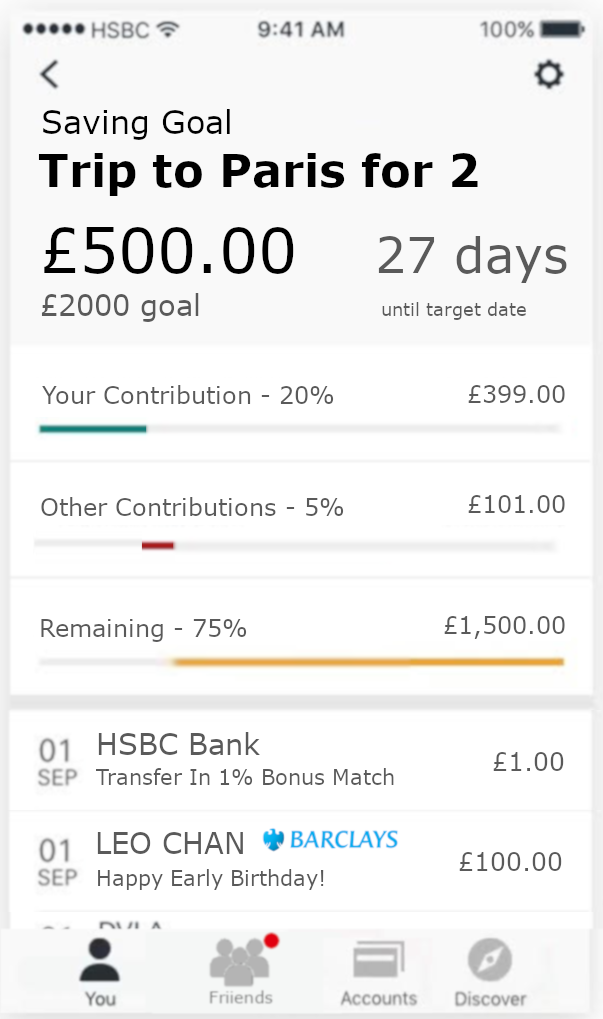 HSBC 9:41 AM 100%
Saving Goal
Trip to Paris for 2
£500.00 27 days
£2000 goal until target date
Your Contribution - 20% £399.00
Other Contributions - 5% £101.00
Remaining - 75% £1,500.00
01 SEP HSBC Bank £1.00
Transfer In 1% Bonus Match
01 SEP LEO CHAN BARCLAYS £100.00
Happy Early Birthday!
You Friiends Accounts Discover